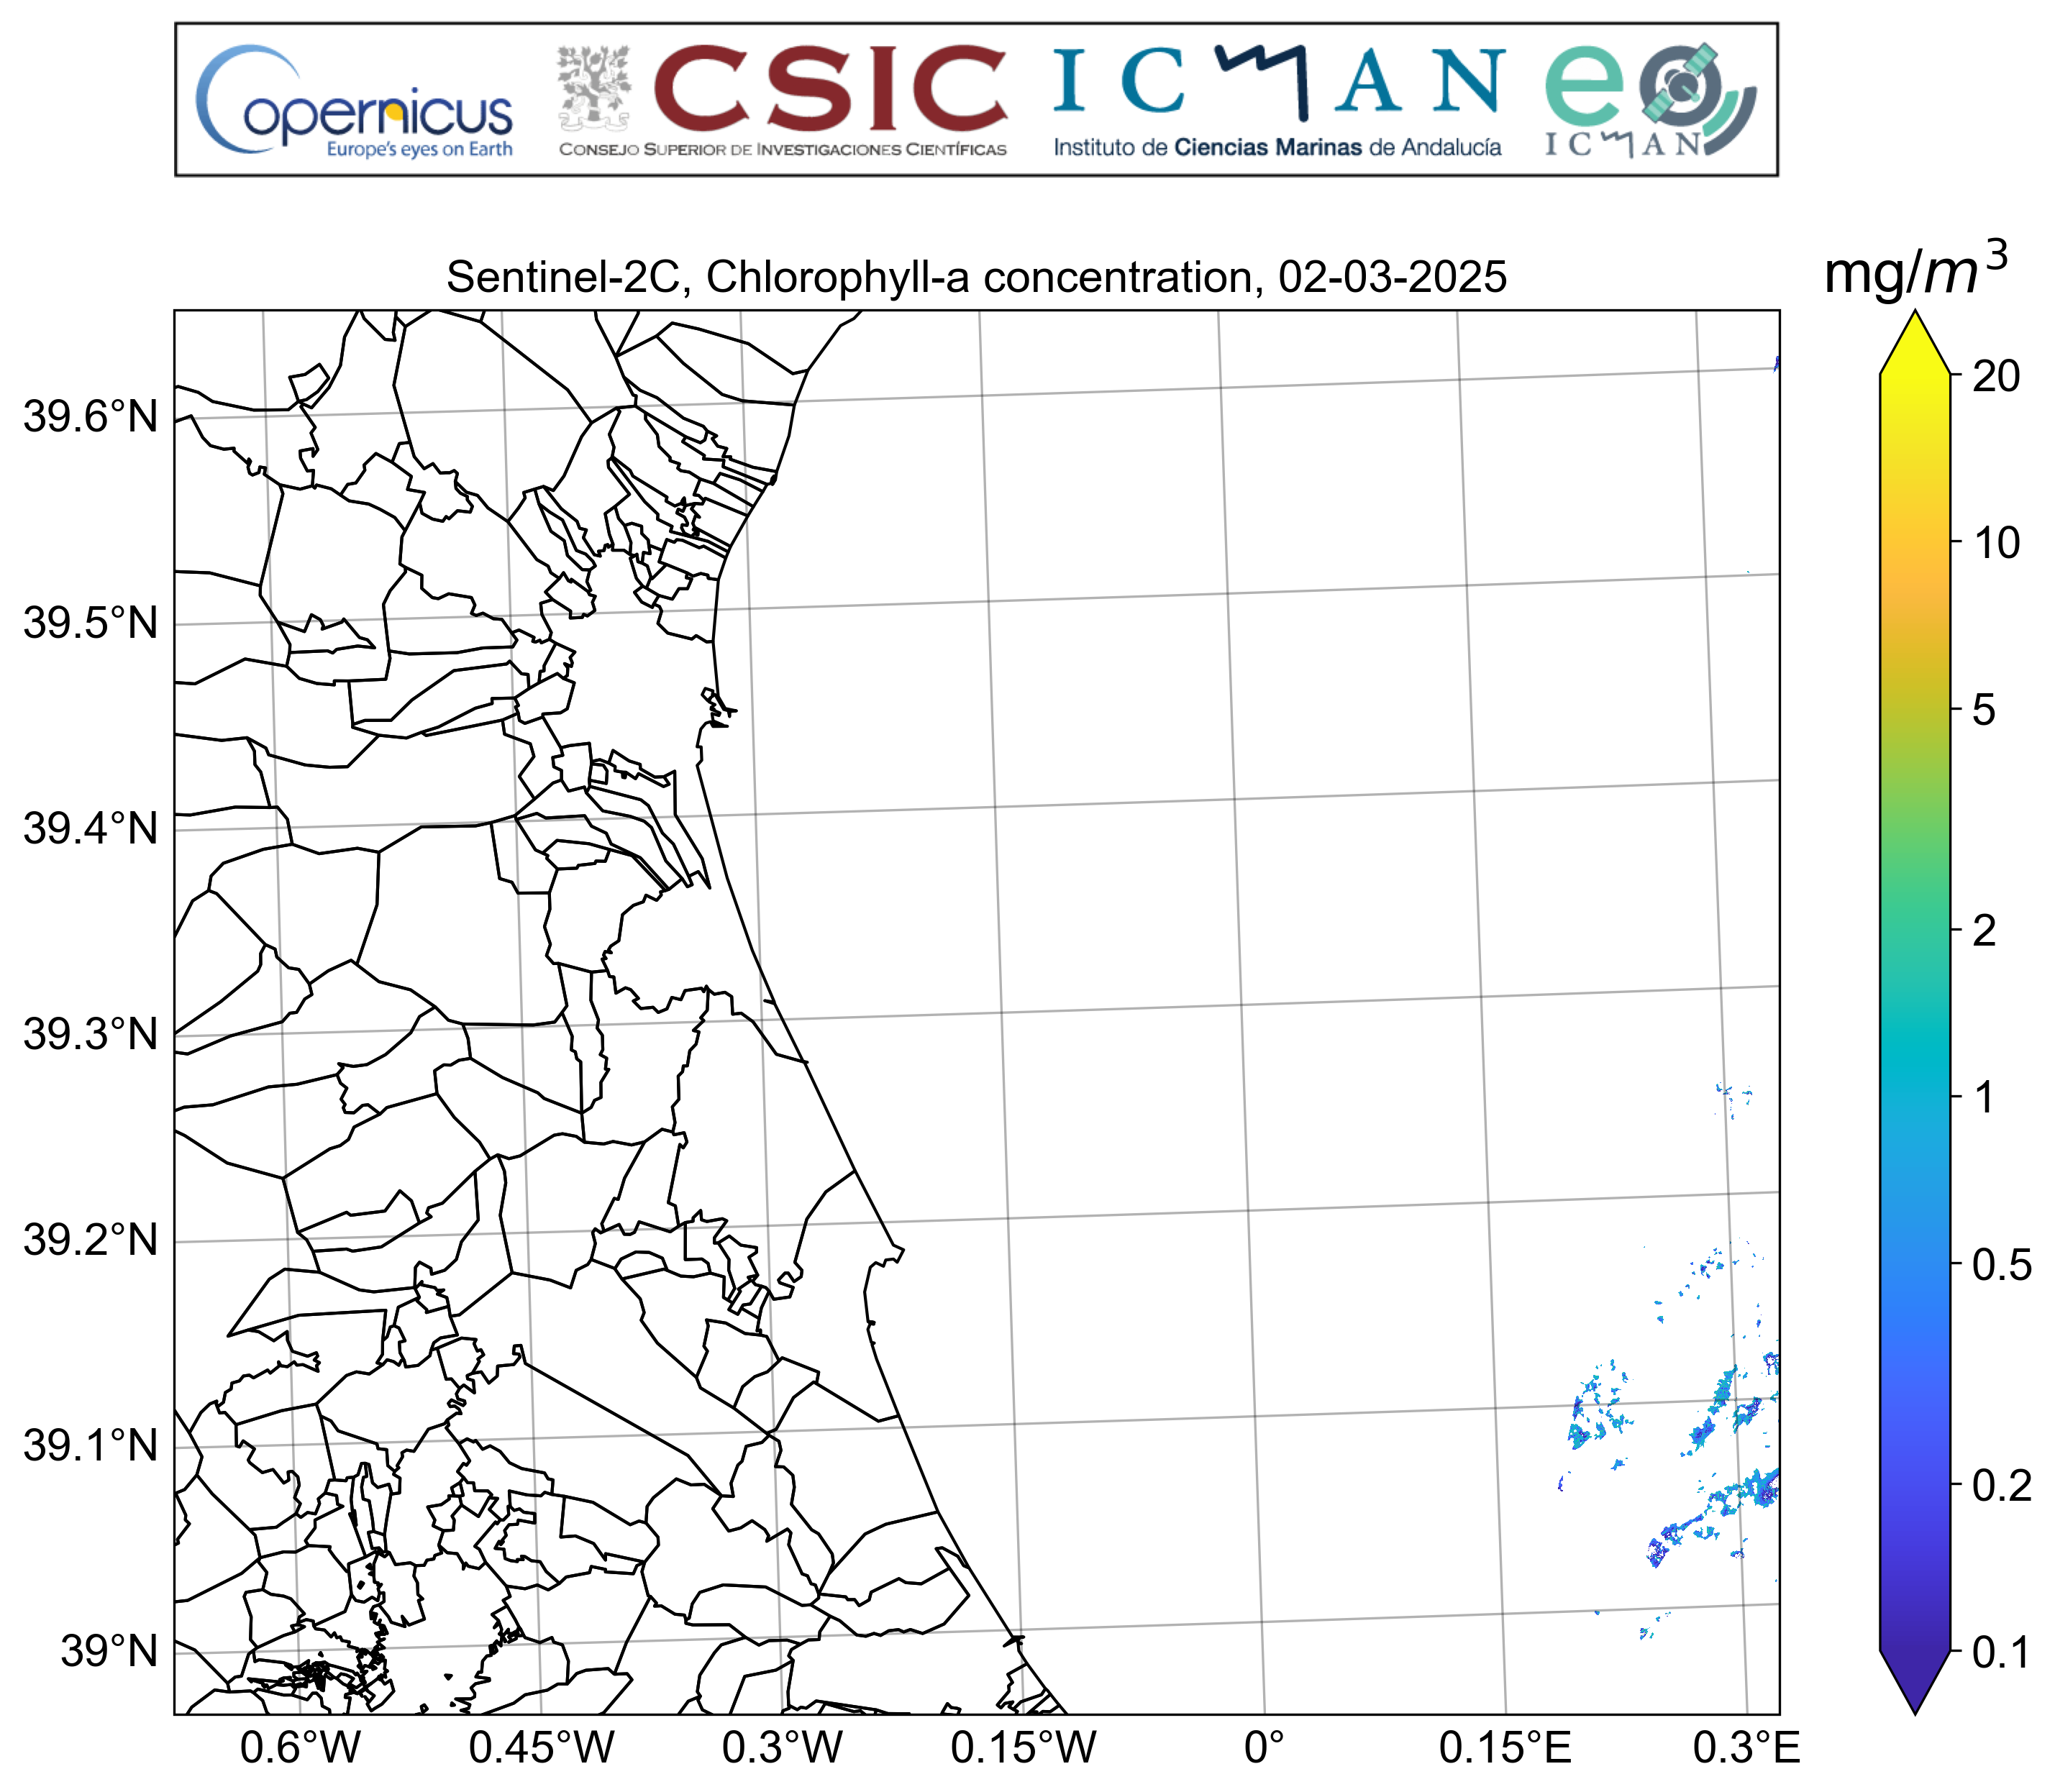 opernicus
Europe's eyes on Earth
CSIC
CONSEJO SUPERIOR DE INVESTIGACIONES CIENTÍFICAS
ICMAN
Instituto de Ciencias Marinas de Andalucía
eo
ICMAN
Sentinel-2C, Chlorophyll-a concentration, 02-03-2025
mg/m³
39.6°N
39.5°N
39.4°N
39.3°N
39.2°N
39.1°N
39°N
0.6°W 0.45°W 0.3°W 0.15°W 0° 0.15°E 0.3°E
20
10
5
2
1
0.5
0.2
0.1